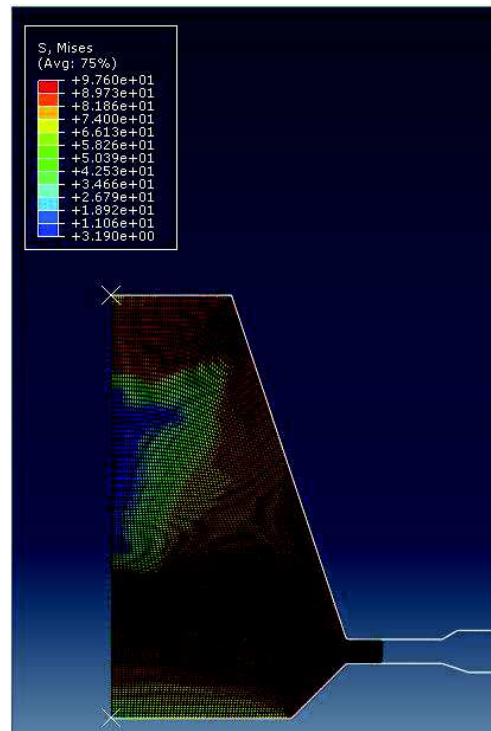 S, Mises
(Avg: 75%)
+9.760e+01
+8.973e+01
+8.186e+01
+7.400e+01
+6.613e+01
+5.826e+01
+5.039e+01
+4.253e+01
+3.466e+01
+2.679e+01
+1.892e+01
+1.106e+01
+3.190e+00